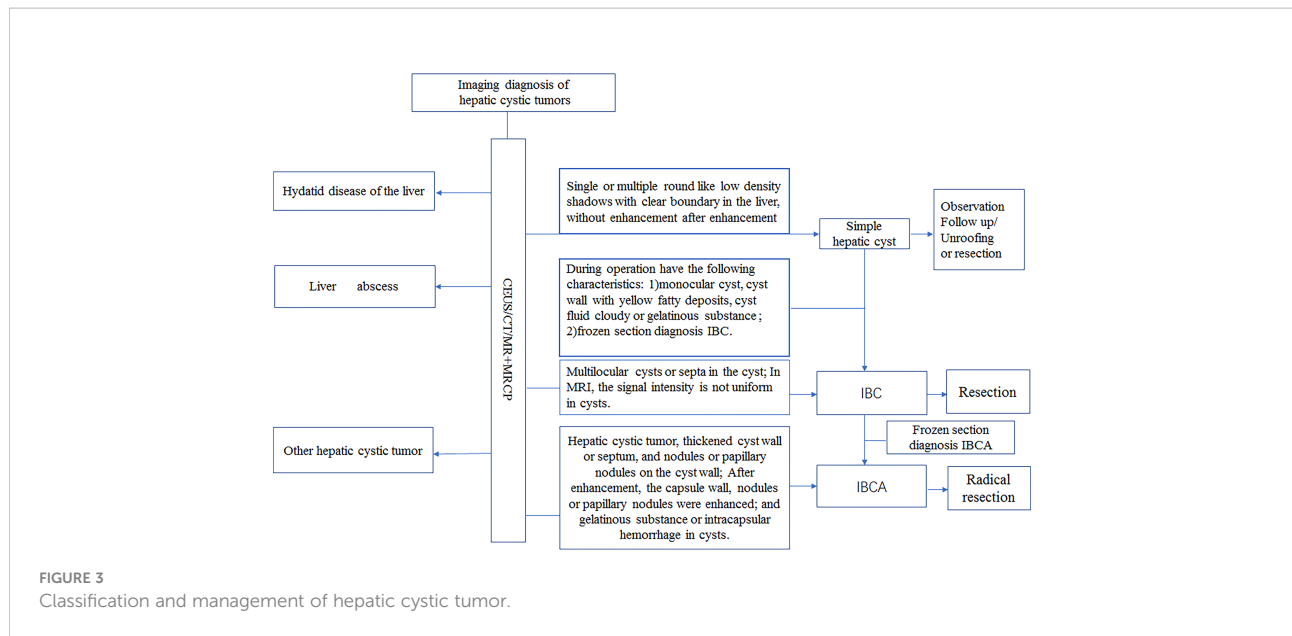 Imaging diagnosis of
hepatic cystic tumors
Hydatid disease of the liver
Liver abscess
Other hepatic cystic tumor
CEUS/CT/MR+MRCP
Single or multiple round like low density
shadows with clear boundary in the liver,
without enhancement after enhancement
Simple
hepatic cyst
Observation
Follow up/
Unroofing
or resection
During operation have the following
characteristics: 1)monocular cyst, cyst
wall with yellow fatty deposits, cyst
fluid cloudy or gelatinous substance ;
2)frozen section diagnosis IBC.
Multilocular cysts or septa in the cyst; In
MRI, the signal intensity is not uniform
in cysts.
IBC
Resection
Frozen section
diagnosis IBCA
Hepatic cystic tumor, thickened cyst wall
or septum, and nodules or papillary
nodules on the cyst wall; After
enhancement, the capsule wall, nodules
or papillary nodules were enhanced; and
gelatinous substance or intracapsular
hemorrhage in cysts.
IBCA
Radical
resection
FIGURE 3
Classification and management of hepatic cystic tumor.